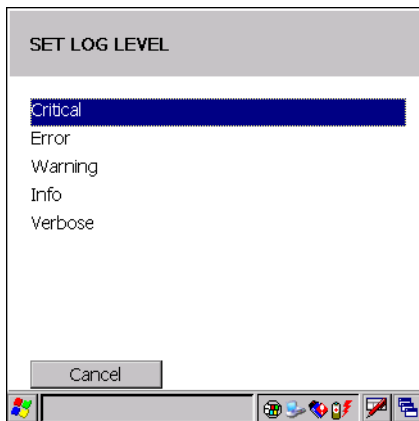 SET LOG LEVEL
Critical
Error
Warning
Info
Verbose
Cancel